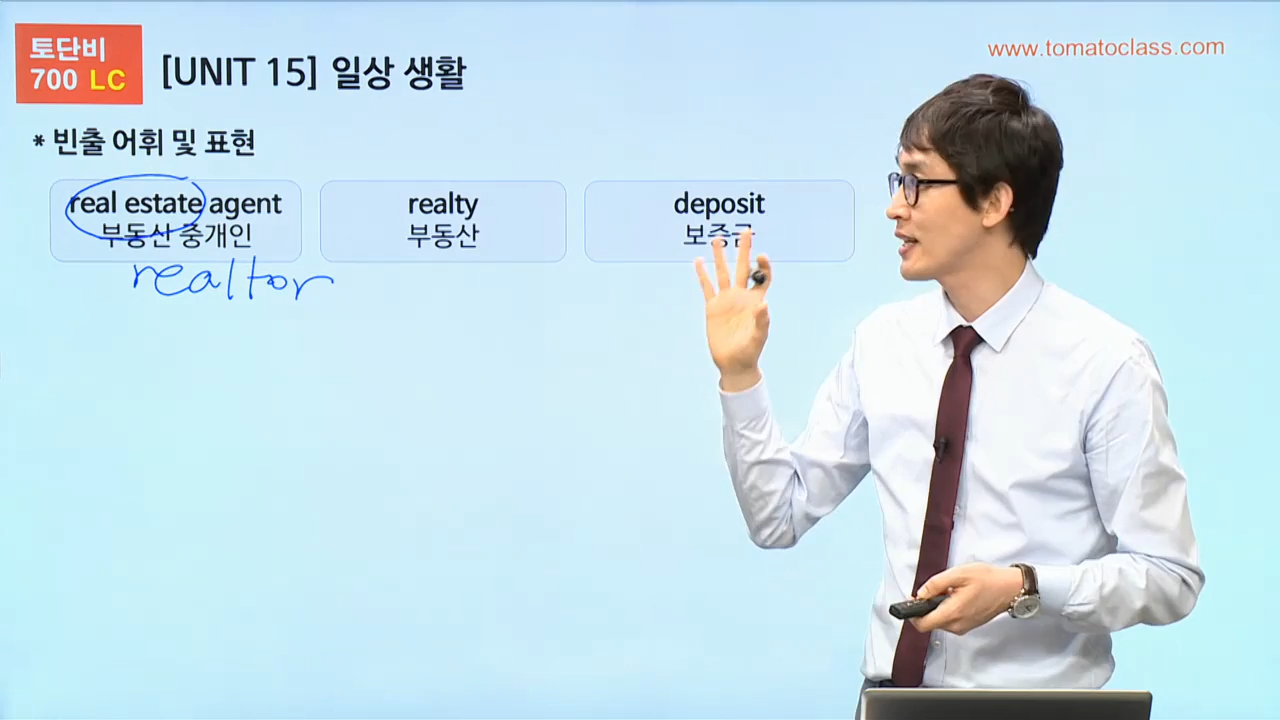 토단비
700 LC
[UNIT 15] 일상 생활
www.tomatoclass.com
* 빈출 어휘 및 표현
real estate agent
부동산 중개인
realty
부동산
deposit
보증금
realtor